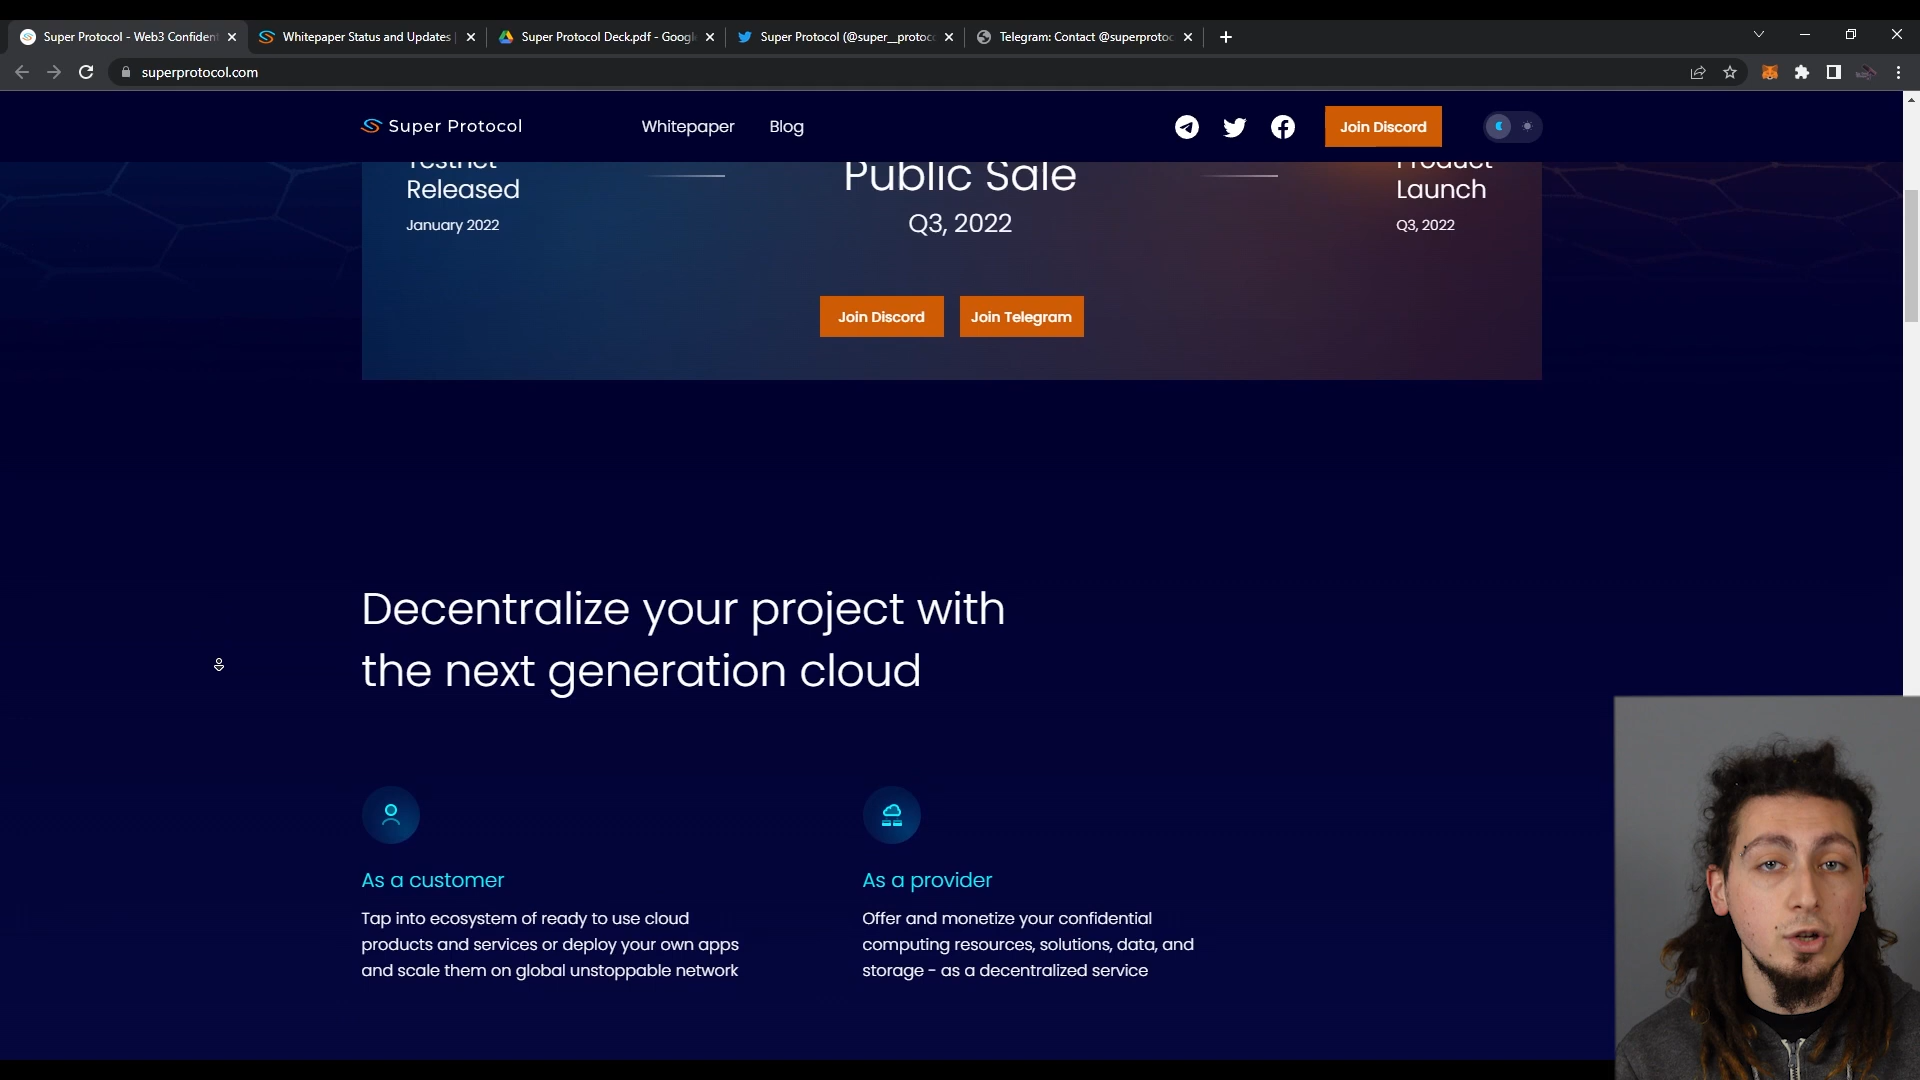 Super Protocol - Web3 Confident
Whitepaper Status and Updates
Super Protocol Deck.pdf - Googl
Super Protocol (@super__protoco
Telegram: Contact @superprotoc
superprotocol.com
Super Protocol
Whitepaper
Blog
Join Discord
Testnet
Released
January 2022
Public Sale
Q3, 2022
Product
Launch
Q3, 2022
Join Discord
Join Telegram
Decentralize your project with
the next generation cloud
As a customer
Tap into ecosystem of ready to use cloud
products and services or deploy your own apps
and scale them on global unstoppable network
As a provider
Offer and monetize your confidential
computing resources, solutions, data, and
storage - as a decentralized service